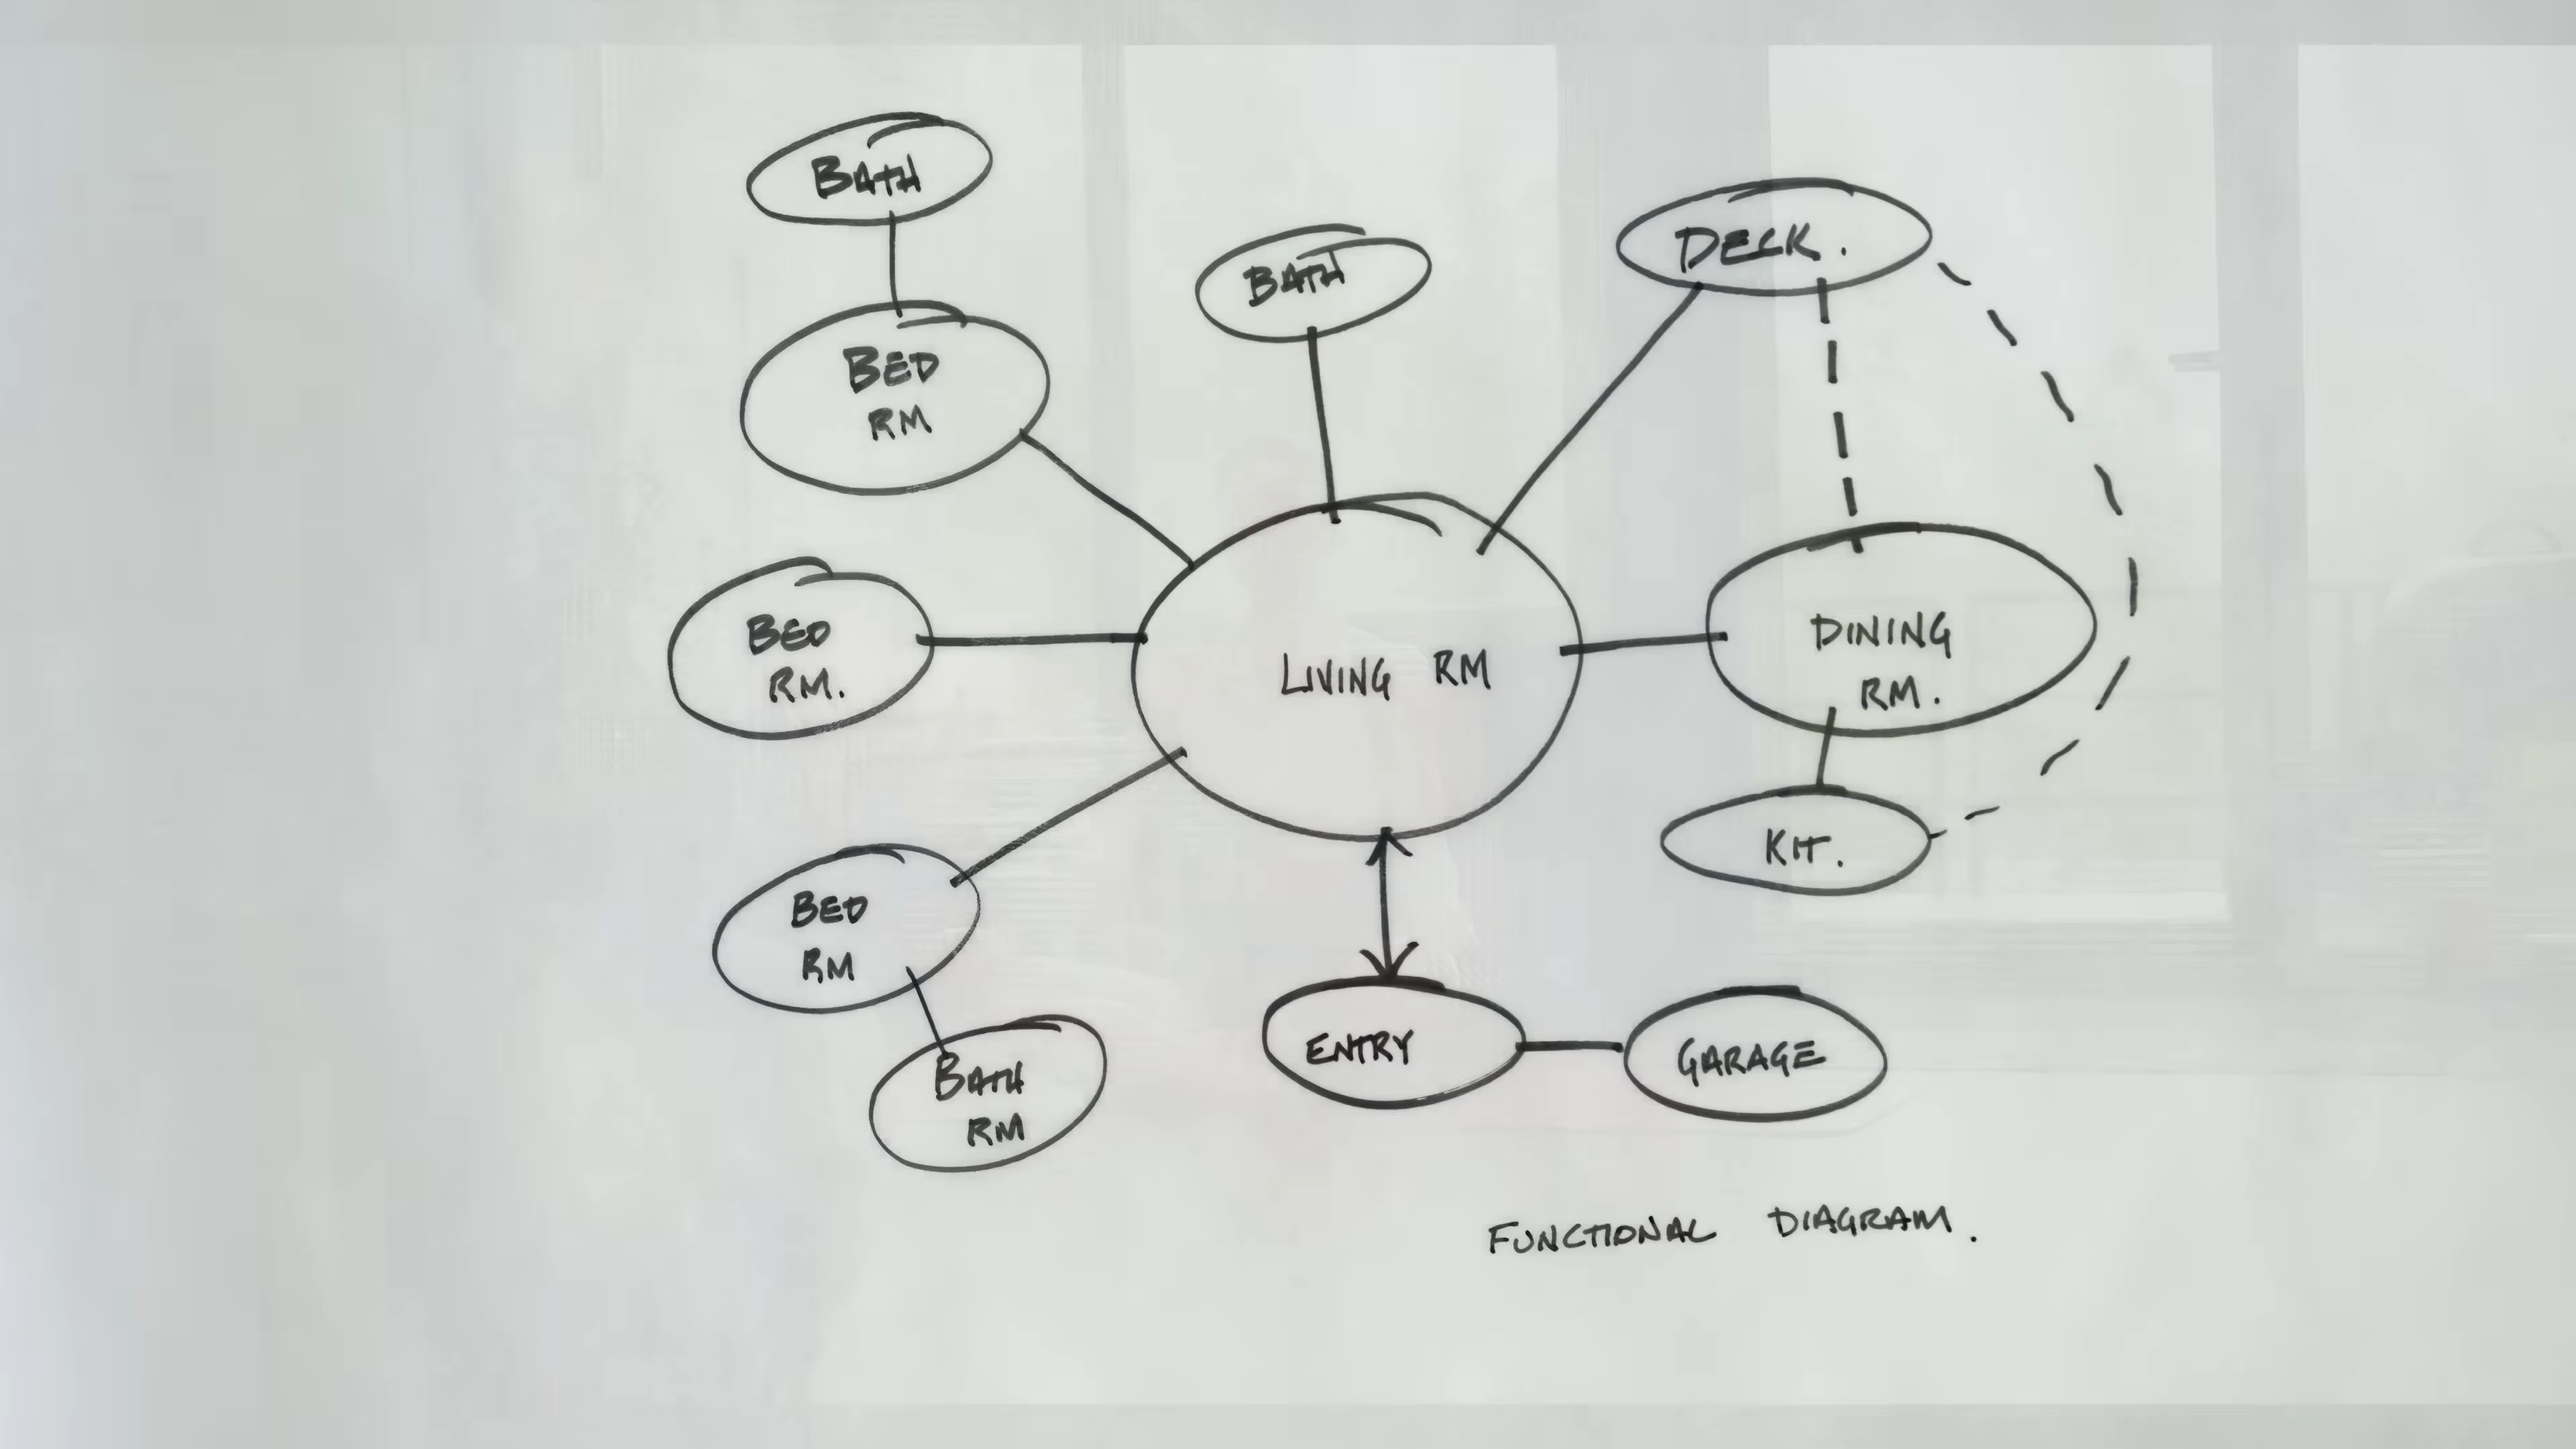 BATH
BED
RM
BATH
DECK.
BED
RM.
LIVING RM
DINING
RM.
KIT.
BED
RM
BATH
RM
ENTRY
GARAGE
FUNCTIONAL DIAGRAM.